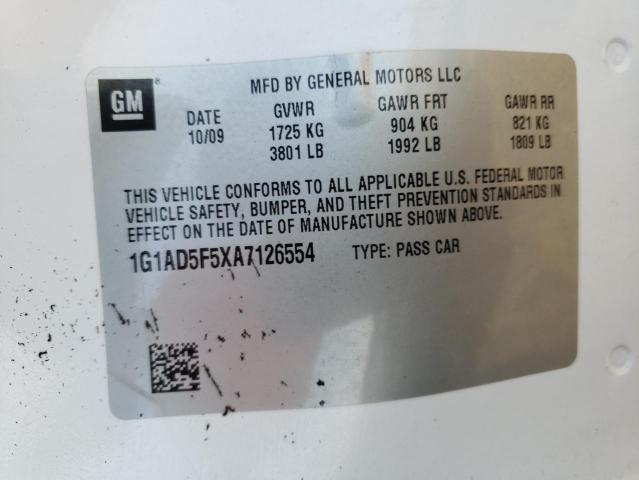 GM ® MFD BY GENERAL MOTORS LLC
DATE GVWR GAWR FRT GAWR RR
10/09 1725 KG 904 KG 821 KG
3801 LB 1992 LB 1809 LB
THIS VEHICLE CONFORMS TO ALL APPLICABLE U.S. FEDERAL MOTOR
VEHICLE SAFETY, BUMPER, AND THEFT PREVENTION STANDARDS IN
EFFECT ON THE DATE OF MANUFACTURE SHOWN ABOVE.
1G1AD5F5XA7126554 TYPE: PASS CAR